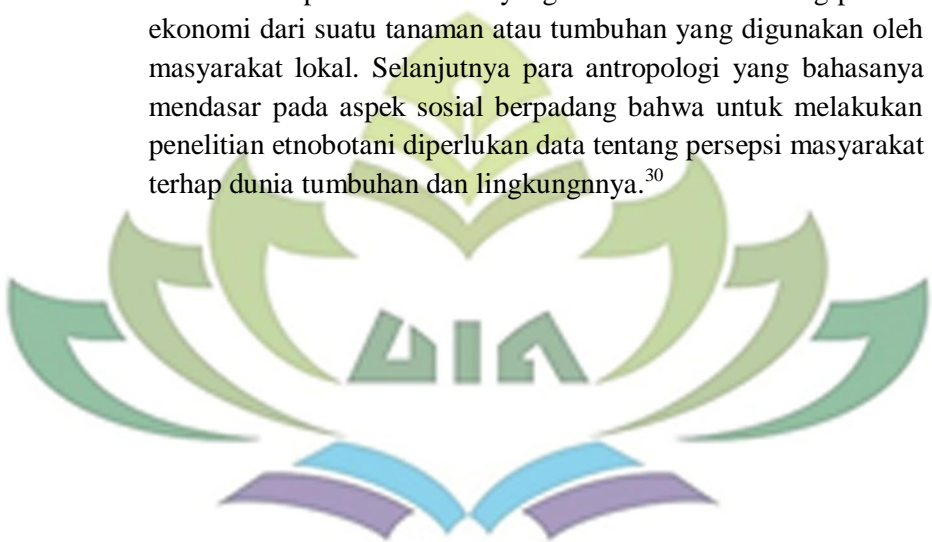 ekonomi dari suatu tanaman atau tumbuhan yang digunakan oleh
masyarakat lokal. Selanjutnya para antropologi yang bahasanya
mendasar pada aspek sosial berpadang bahwa untuk melakukan
penelitian etnobotani diperlukan data tentang persepsi masyarakat
terhap dunia tumbuhan dan lingkungnnya.30
UIN